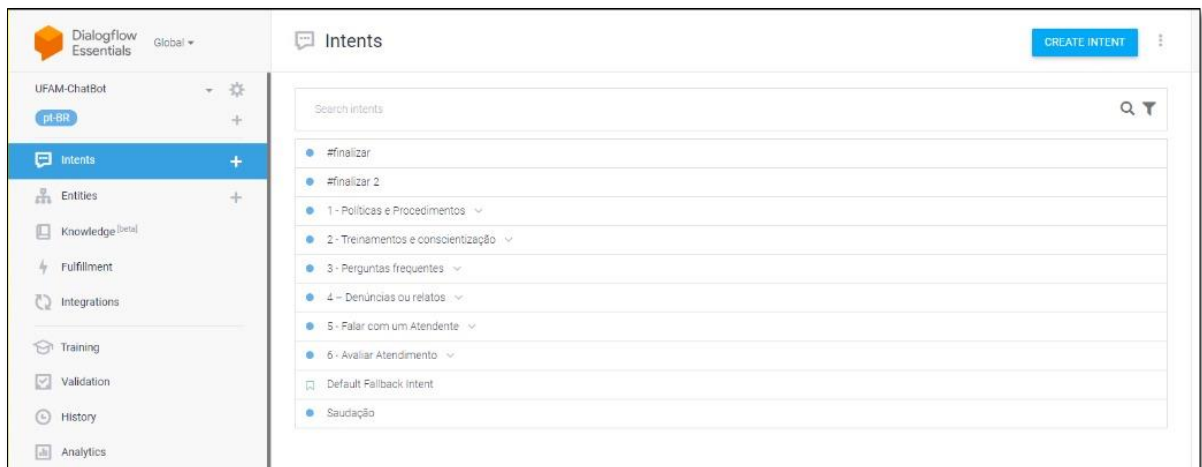 Dialogflow
Essentials
Global
UFAM-ChatBot
pt-BR
Intents
Entities
Knowledge [beta]
Fulfillment
Integrations
Training
Validation
History
Analytics
Intents
CREATE INTENT
Search intents
#finalizar
#finalizar 2
1 - Políticas e Procedimentos
2 - Treinamentos e conscientização
3 - Perguntas frequentes
4 – Denúncias ou relatos
5 - Falar com um Atendente
6 - Avaliar Atendimento
Default Fallback Intent
Saudação